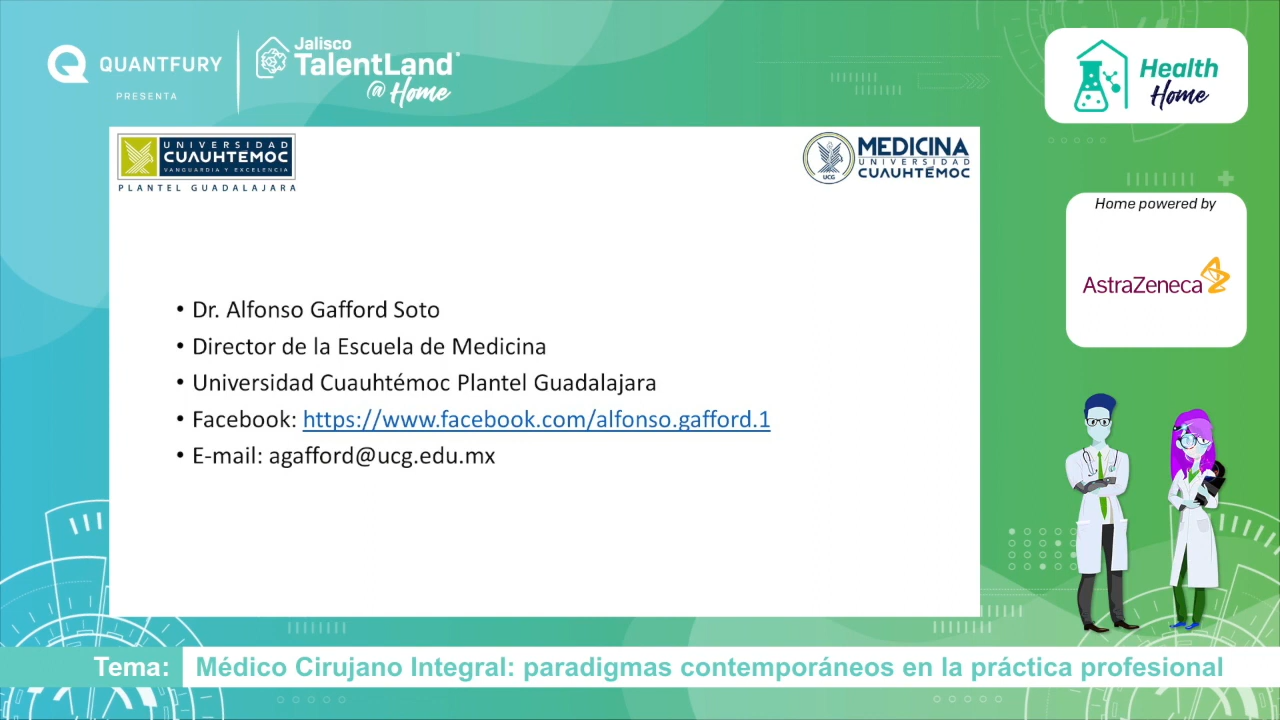 QUANTFURY
PRESENTA
Jalisco
TalentLand
@ Home
Health
Home
UNIVERSIDAD
CUAUHTEMOC
VANGUARDIA Y EXCELENCIA
PLANTEL GUADALAJARA
UCG
MEDICINA
UNIVERSIDAD
CUAUHTÉMOC
Home powered by
AstraZeneca
• Dr. Alfonso Gafford Soto
• Director de la Escuela de Medicina
• Universidad Cuauhtémoc Plantel Guadalajara
• Facebook: https://www.facebook.com/alfonso.gafford.1
• E-mail: agafford@ucg.edu.mx
Tema: Médico Cirujano Integral: paradigmas contemporáneos en la práctica profesional